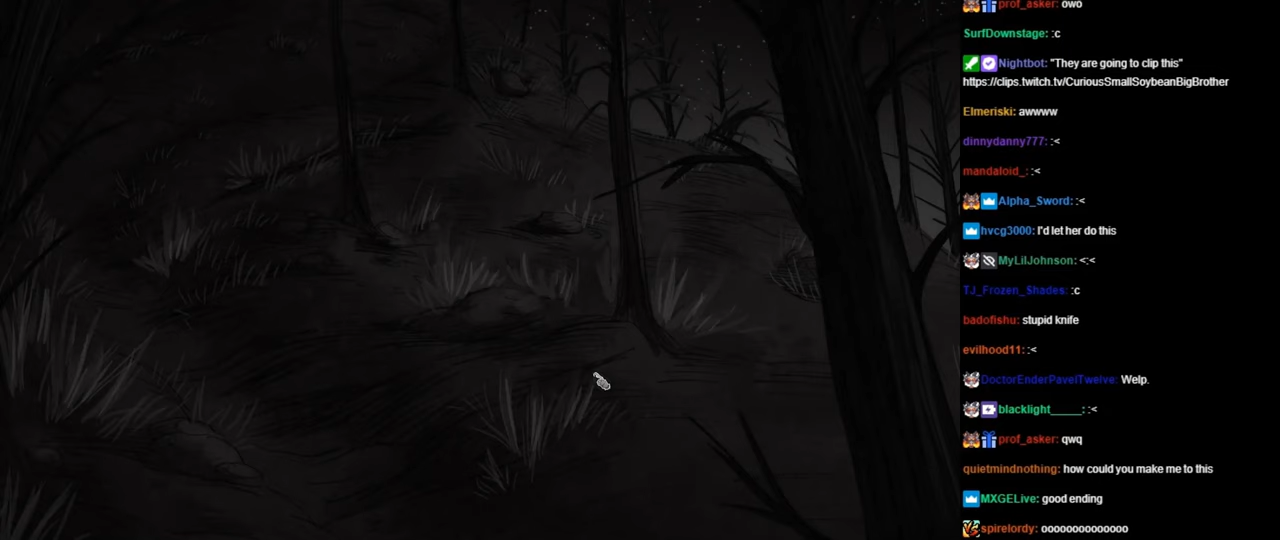 prof_asker: owo
SurfDownstage: :c
Nightbot: "They are going to clip this"
https://clips.twitch.tv/CuriousSmallSoybeanBigBrother
Elmeriski: awwww
dinnydanny777: :<
mandaloid_: :<
Alpha_Sword: :<
hvcg3000: I'd let her do this
MyLilJohnson: <:<
TJ_Frozen_Shades: :c
badofishu: stupid knife
evilhood11: :<
DoctorEnderPavelTwelve: Welp.
blacklight_____: :<
prof_asker: qwq
quietmindnothing: how could you make me to this
MXGELive: good ending
spirelordy: oooooooooooooo